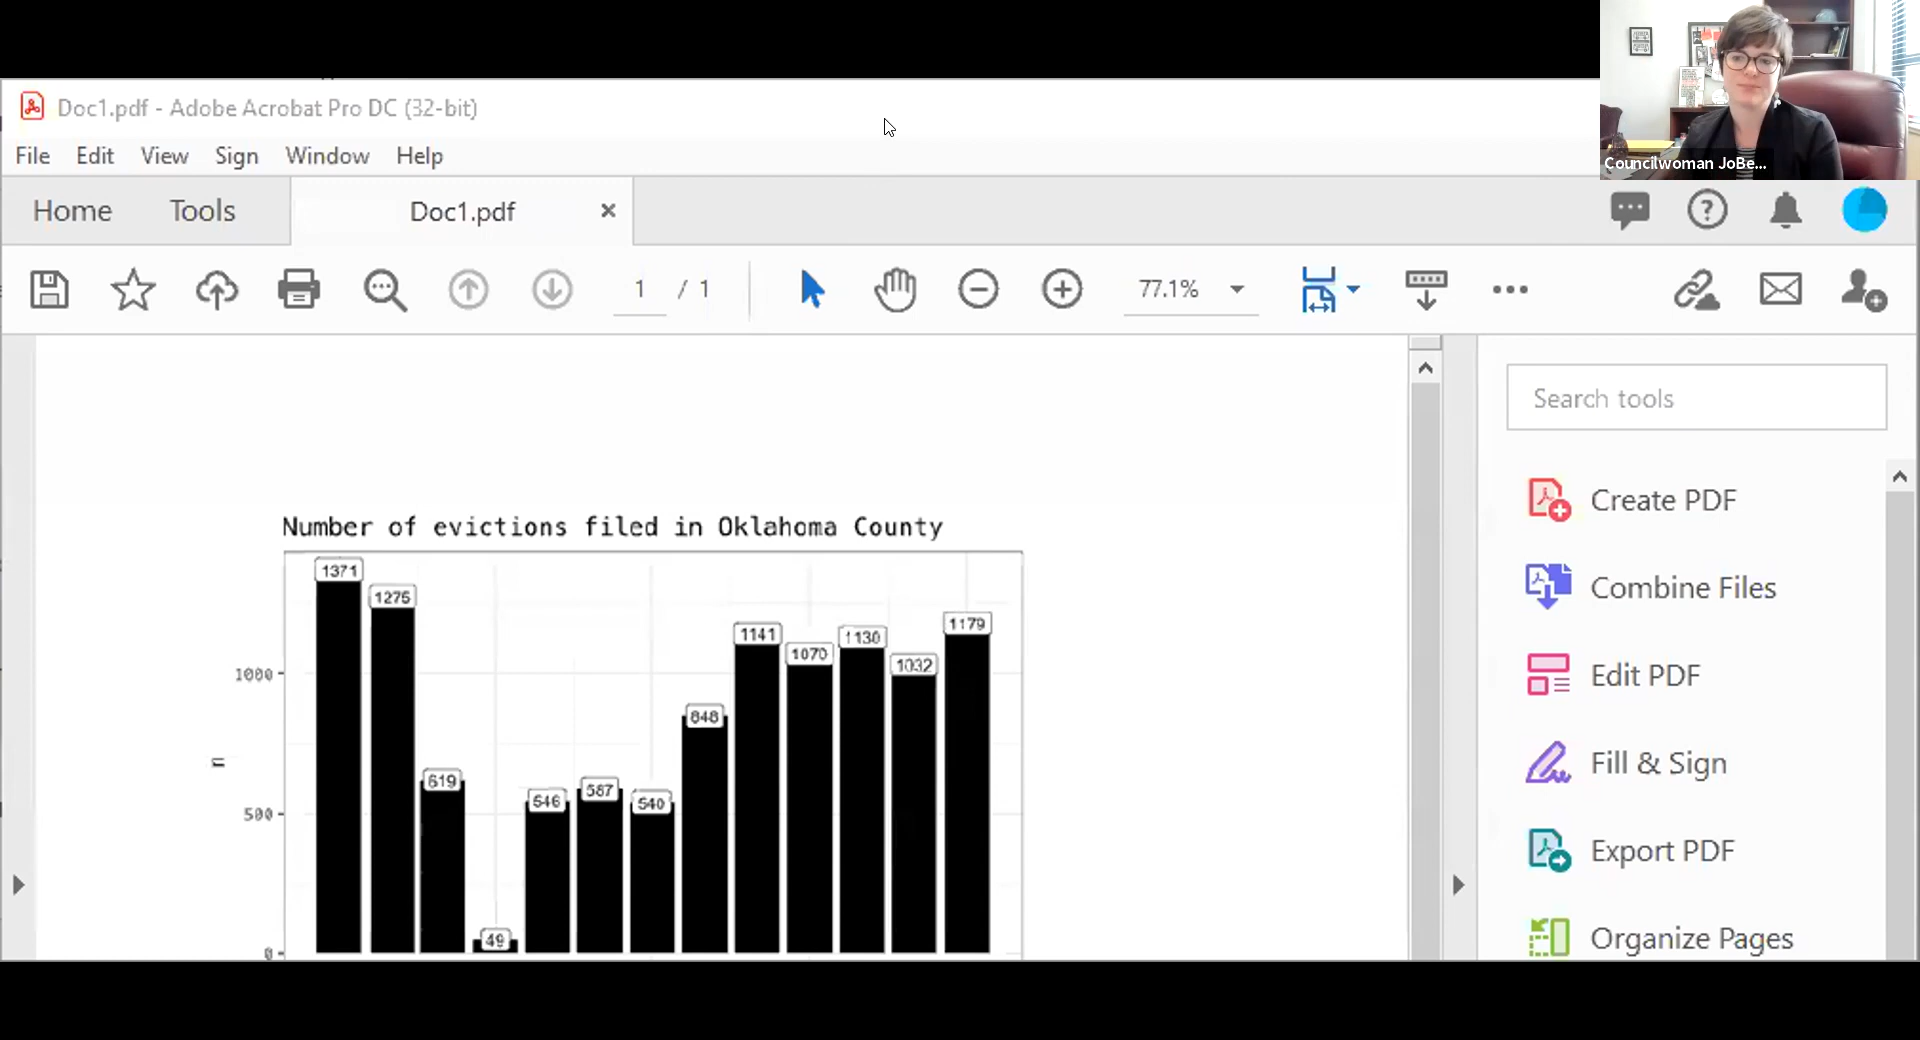 Doc1.pdf - Adobe Acrobat Pro DC (32-bit)
File Edit View Sign Window Help
Councilwoman JoBe...
Home Tools Doc1.pdf
1 / 1 77.1%
Search tools
Create PDF
Combine Files
Edit PDF
Fill & Sign
Export PDF
Organize Pages
Number of evictions filed in Oklahoma County
1371
1275
619
49
546
587
540
848
1141
1070
1130
1032
1179
1000
n
500
0